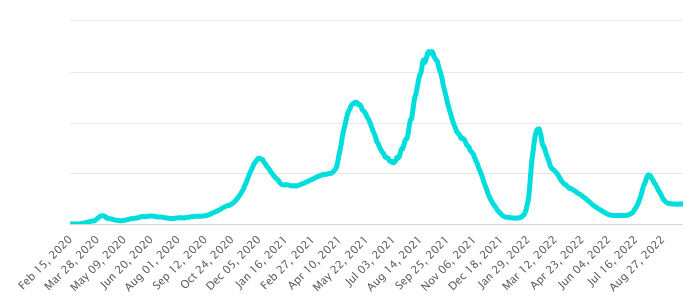 Feb 15, 2020
Mar 28, 2020
May 09, 2020
Jun 20, 2020
Aug 01, 2020
Sep 12, 2020
Oct 24, 2020
Dec 05, 2020
Jan 16, 2021
Feb 27, 2021
Apr 10, 2021
May 22, 2021
Jul 03, 2021
Aug 14, 2021
Sep 25, 2021
Nov 06, 2021
Dec 18, 2021
Jan 29, 2022
Mar 12, 2022
Apr 23, 2022
Jun 04, 2022
Jul 16, 2022
Aug 27, 2022